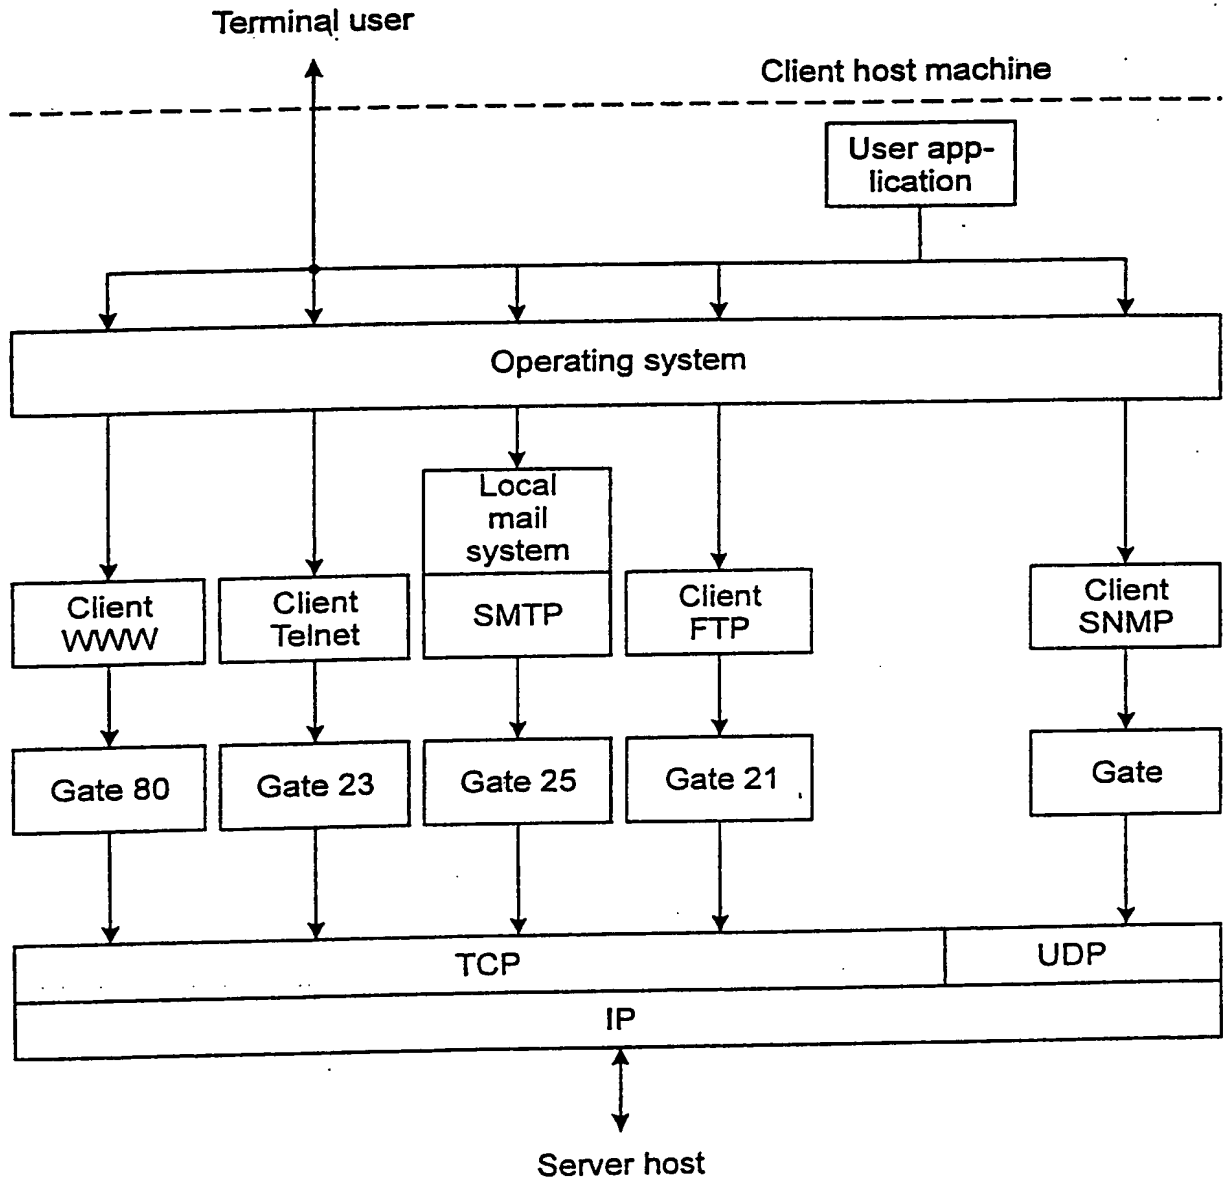 Terminal user
Client host machine
User app-
lication
Operating system
Local
mail
system
Client
WWW
Client
Telnet
SMTP
Client
FTP
Client
SNMP
Gate 80
Gate 23
Gate 25
Gate 21
Gate
TCP
UDP
IP
Server host